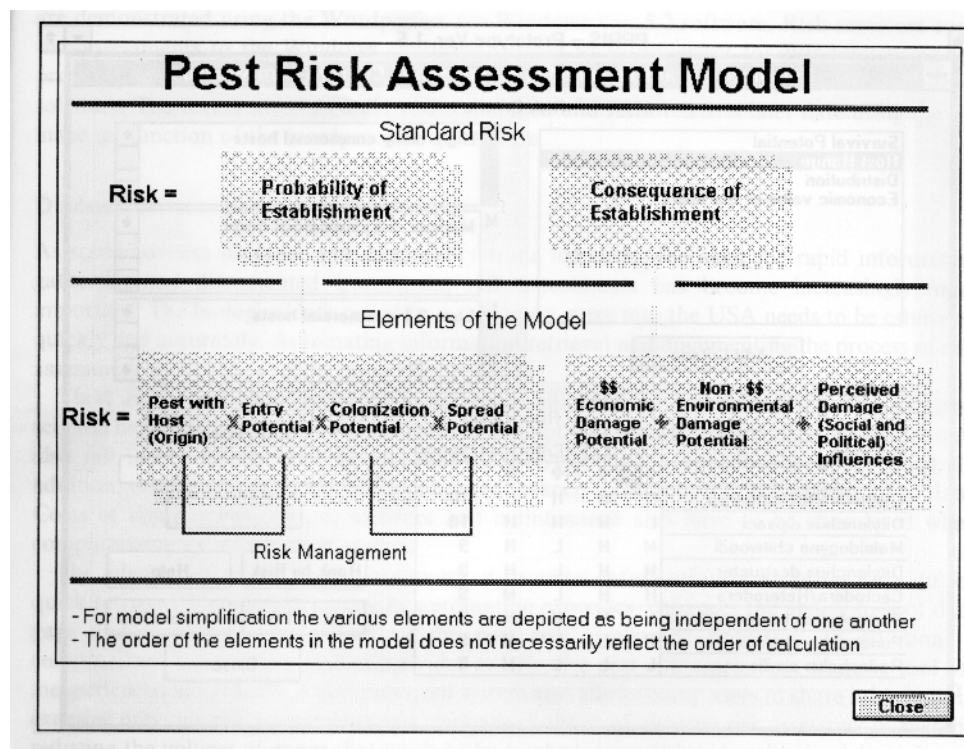 Pest Risk Assessment Model
Standard Risk
Risk = Probability of Establishment Consequence of Establishment
Elements of the Model
Risk = Pest with Host (Origin) x Entry Potential x Colonization Potential x Spread Potential $$ Economic Damage Potential + Non - $$ Environmental Damage Potential + Perceived Damage (Social and Political) Influences
Risk Management
- For model simplification the various elements are depicted as being independent of one another
- The order of the elements in the model does not necessarily reflect the order of calculation
Close